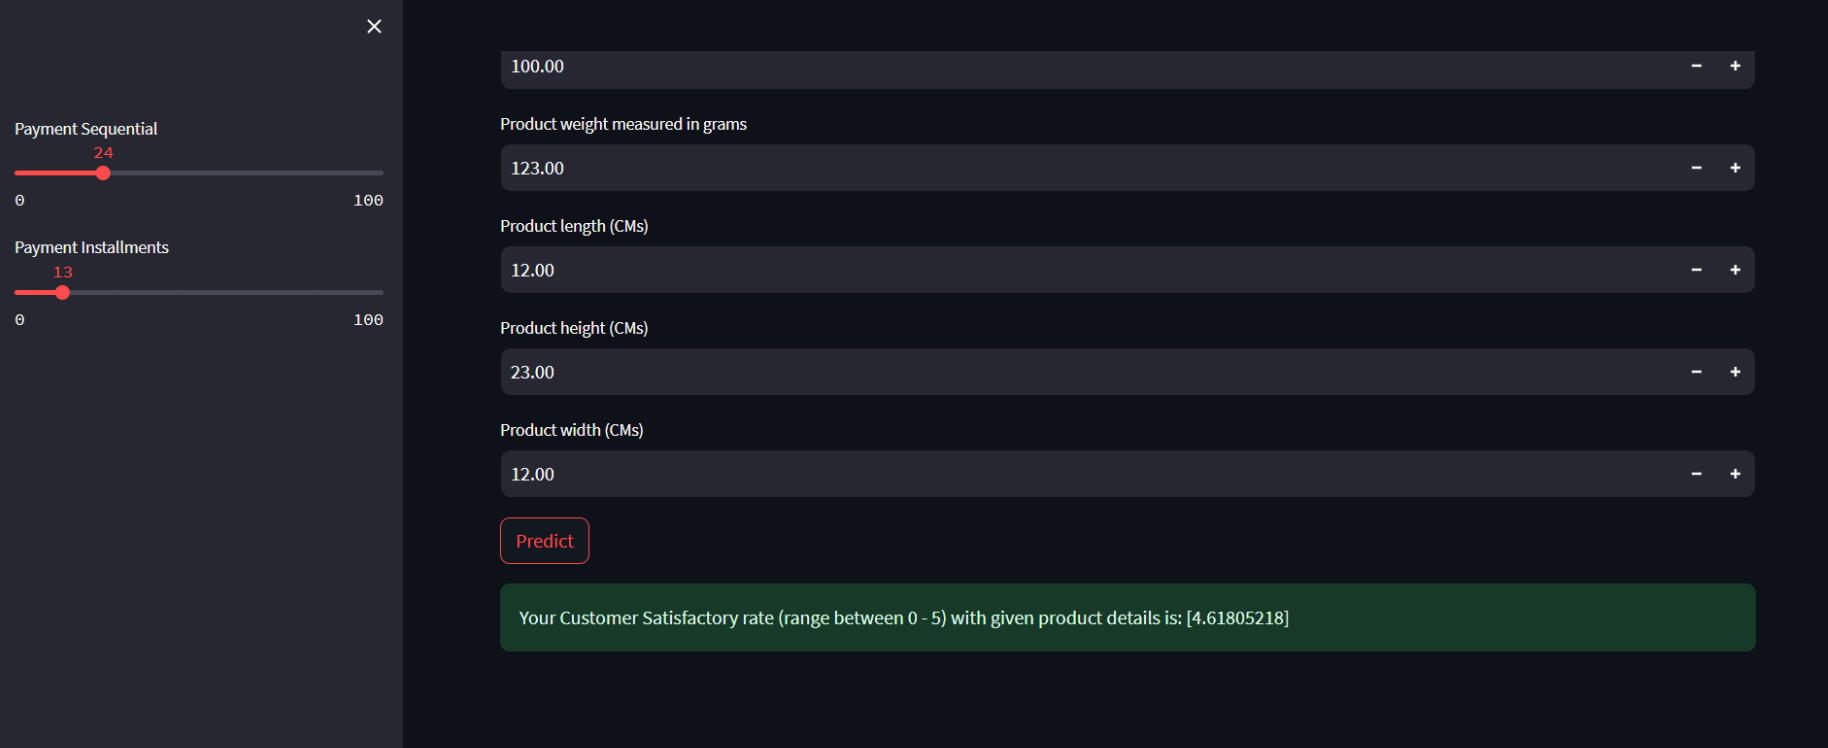 Payment Sequential
24
0 100
Payment Installments
13
0 100
100.00
Product weight measured in grams
123.00
Product length (CMs)
12.00
Product height (CMs)
23.00
Product width (CMs)
12.00
Predict
Your Customer Satisfactory rate (range between 0 - 5) with given product details is: [4.61805218]